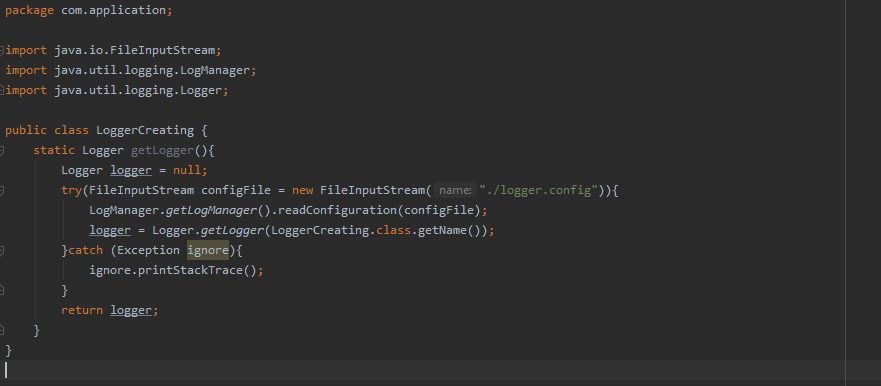 package com.application;
import java.io.FileInputStream;
import java.util.logging.LogManager;
import java.util.logging.Logger;
public class LoggerCreating {
    static Logger getLogger(){
        Logger logger = null;
        try(FileInputStream configFile = new FileInputStream( name: "./logger.config")){
            LogManager.getLogManager().readConfiguration(configFile);
            logger = Logger.getLogger(LoggerCreating.class.getName());
        }catch (Exception ignore){
            ignore.printStackTrace();
        }
        return logger;
    }
}